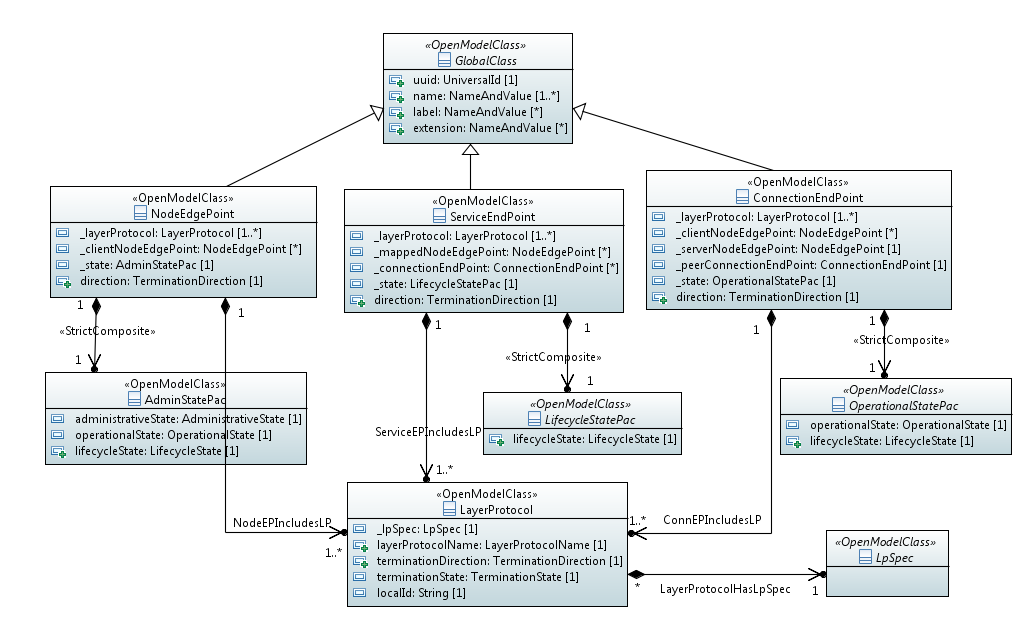 «OpenModelClass»
GlobalClass
uuid: UniversalId [1]
name: NameAndValue [1..*]
label: NameAndValue [*]
extension: NameAndValue [*]
«OpenModelClass»
NodeEdgePoint
_layerProtocol: LayerProtocol [1..*]
_clientNodeEdgePoint: NodeEdgePoint [*]
_state: AdminStatePac [1]
direction: TerminationDirection [1]
«OpenModelClass»
ServiceEndPoint
_layerProtocol: LayerProtocol [1..*]
_mappedNodeEdgePoint: NodeEdgePoint [*]
_connectionEndPoint: ConnectionEndPoint [*]
_state: LifecycleStatePac [1]
direction: TerminationDirection [1]
«OpenModelClass»
ConnectionEndPoint
_layerProtocol: LayerProtocol [1..*]
_clientNodeEdgePoint: NodeEdgePoint [*]
_serverNodeEdgePoint: NodeEdgePoint [1]
_peerConnectionEndPoint: ConnectionEndPoint [1]
_state: OperationalStatePac [1]
direction: TerminationDirection [1]
1
«StrictComposite»
1
1
1
«StrictComposite»
1
1
1
«StrictComposite»
1
1
«OpenModelClass»
AdminStatePac
administrativeState: AdministrativeState [1]
operationalState: OperationalState [1]
lifecycleState: LifecycleState [1]
«OpenModelClass»
LifecycleStatePac
lifecycleState: LifecycleState [1]
«OpenModelClass»
OperationalStatePac
operationalState: OperationalState [1]
lifecycleState: LifecycleState [1]
ServiceEPIncludesLP
1..*
NodeEPIncludesLP
1..*
ConnEPIncludesLP
1..*
«OpenModelClass»
LayerProtocol
_lpSpec: LpSpec [1]
layerProtocolName: LayerProtocolName [1]
terminationDirection: TerminationDirection [1]
terminationState: TerminationState [1]
localId: String [1]
*
LayerProtocolHasLpSpec
1
«OpenModelClass»
LpSpec